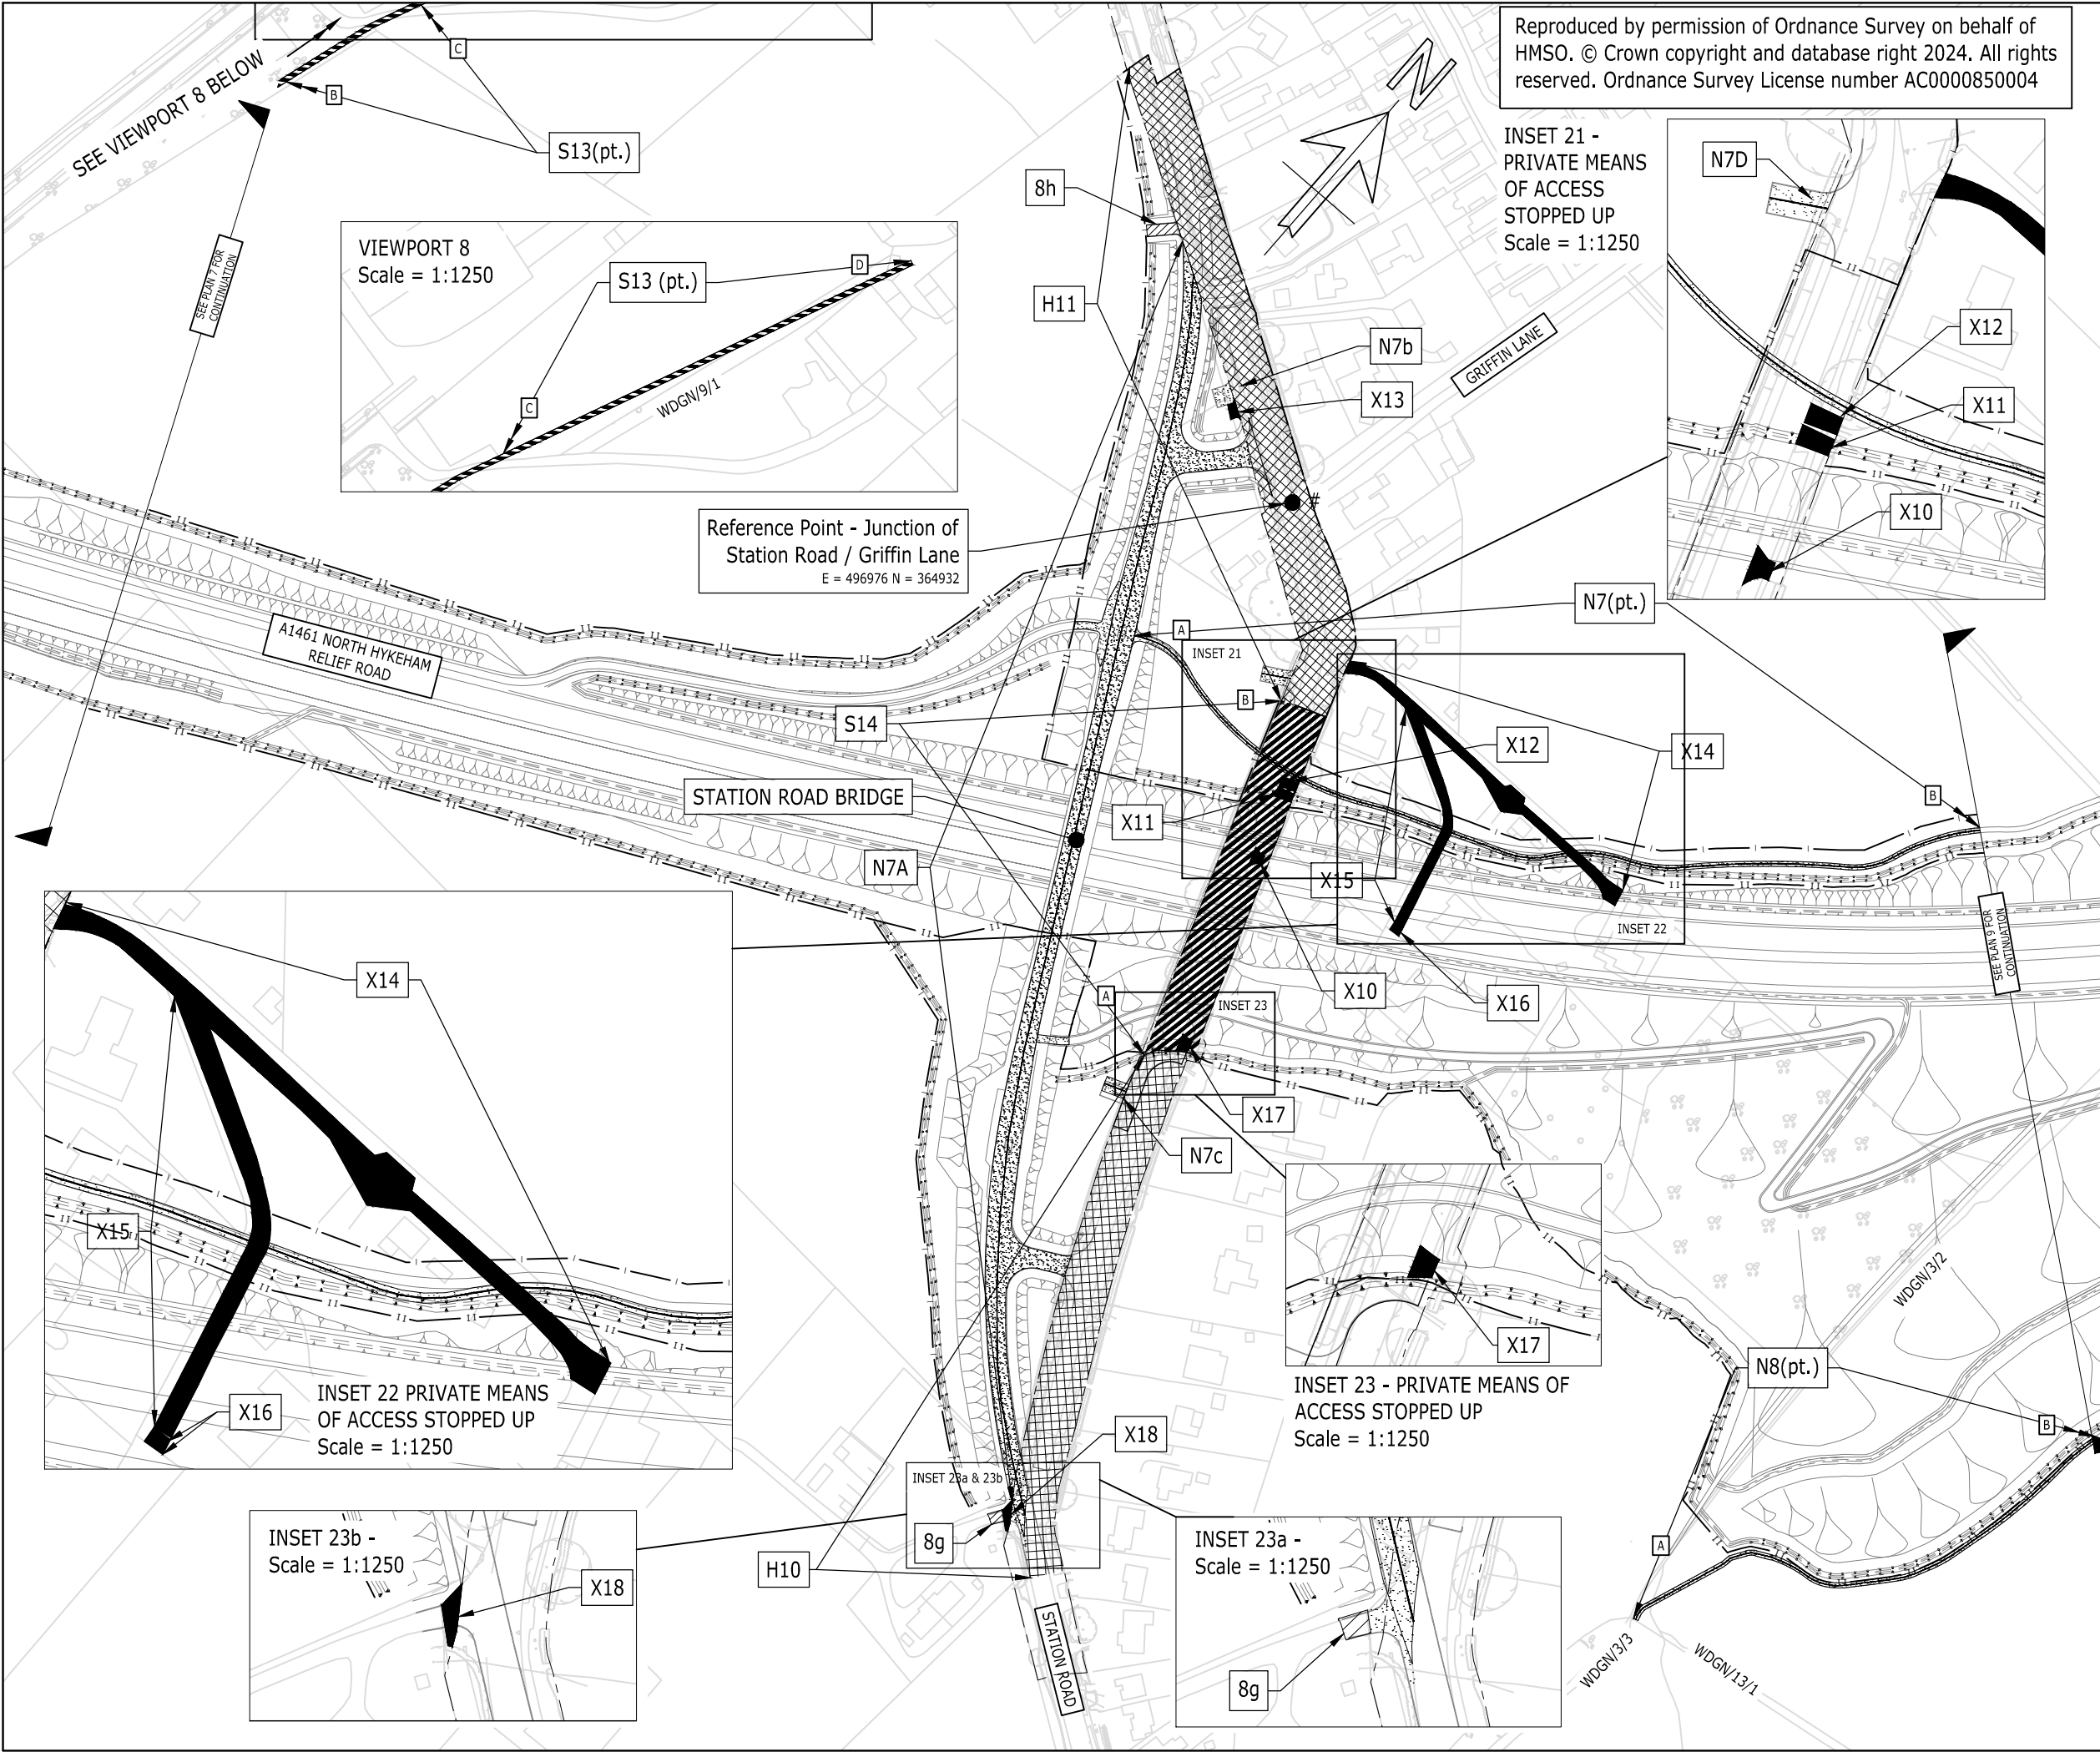 Reproduced by permission of Ordnance Survey on behalf of
HMSO. © Crown copyright and database right 2024. All rights
reserved. Ordnance Survey License number AC0000850004
C
B
SEE VIEWPORT 8 BELOW
S13(pt.)
SEE PLAN 7 FOR
CONTINUATION
VIEWPORT 8
Scale = 1:1250
S13 (pt.)
D
C
WDGN/9/1
8h
N
H11
N7b
X13
GRIFFIN LANE
INSET 21 -
PRIVATE MEANS
OF ACCESS
STOPPED UP
Scale = 1:1250
N7D
X12
X11
X10
Reference Point - Junction of
Station Road / Griffin Lane
E = 496976 N = 364932
#
N7(pt.)
A
INSET 21
B
A1461 NORTH HYKEHAM
RELIEF ROAD
S14
X12
X14
STATION ROAD BRIDGE
X11
B
N7A
X15
INSET 22
SEE PLAN 9 FOR
CONTINUATION
X14
X10
X16
A
INSET 23
X17
N7c
X15
X16
INSET 22 PRIVATE MEANS
OF ACCESS STOPPED UP
Scale = 1:1250
X17
INSET 23 - PRIVATE MEANS OF
ACCESS STOPPED UP
Scale = 1:1250
WDGN/3/2
N8(pt.)
B
X18
INSET 23a & 23b
8g
H10
INSET 23b -
Scale = 1:1250
X18
INSET 23a -
Scale = 1:1250
8g
A
STATION ROAD
WDGN/3/3
WDGN/13/1